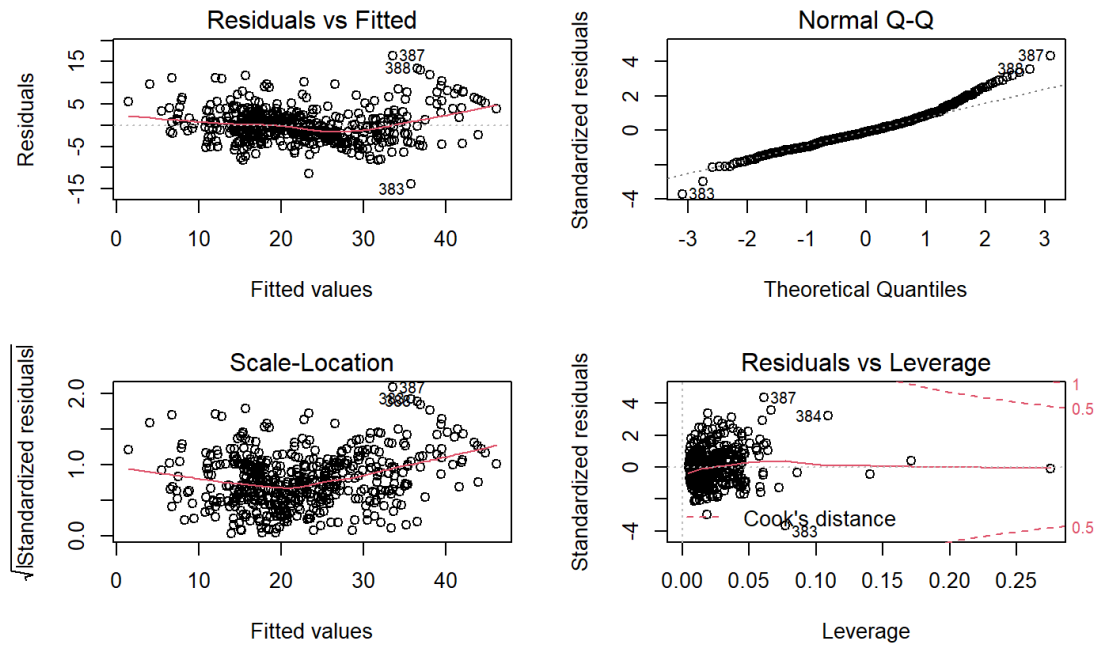 Residuals vs Fitted
Residuals
-15 -5 5 15
387
388
383
0 10 20 30 40
Fitted values
Normal Q-Q
Standardized residuals
-4 0 2 4
387
388
383
-3 -2 -1 0 1 2 3
Theoretical Quantiles
Scale-Location
√|Standardized residuals|
0.0 1.0 2.0
387
388
0 10 20 30 40
Fitted values
Residuals vs Leverage
Standardized residuals
-4 0 2 4
387
384
383
Cook's distance
1
0.5
0.5
0.00 0.05 0.10 0.15 0.20 0.25
Leverage